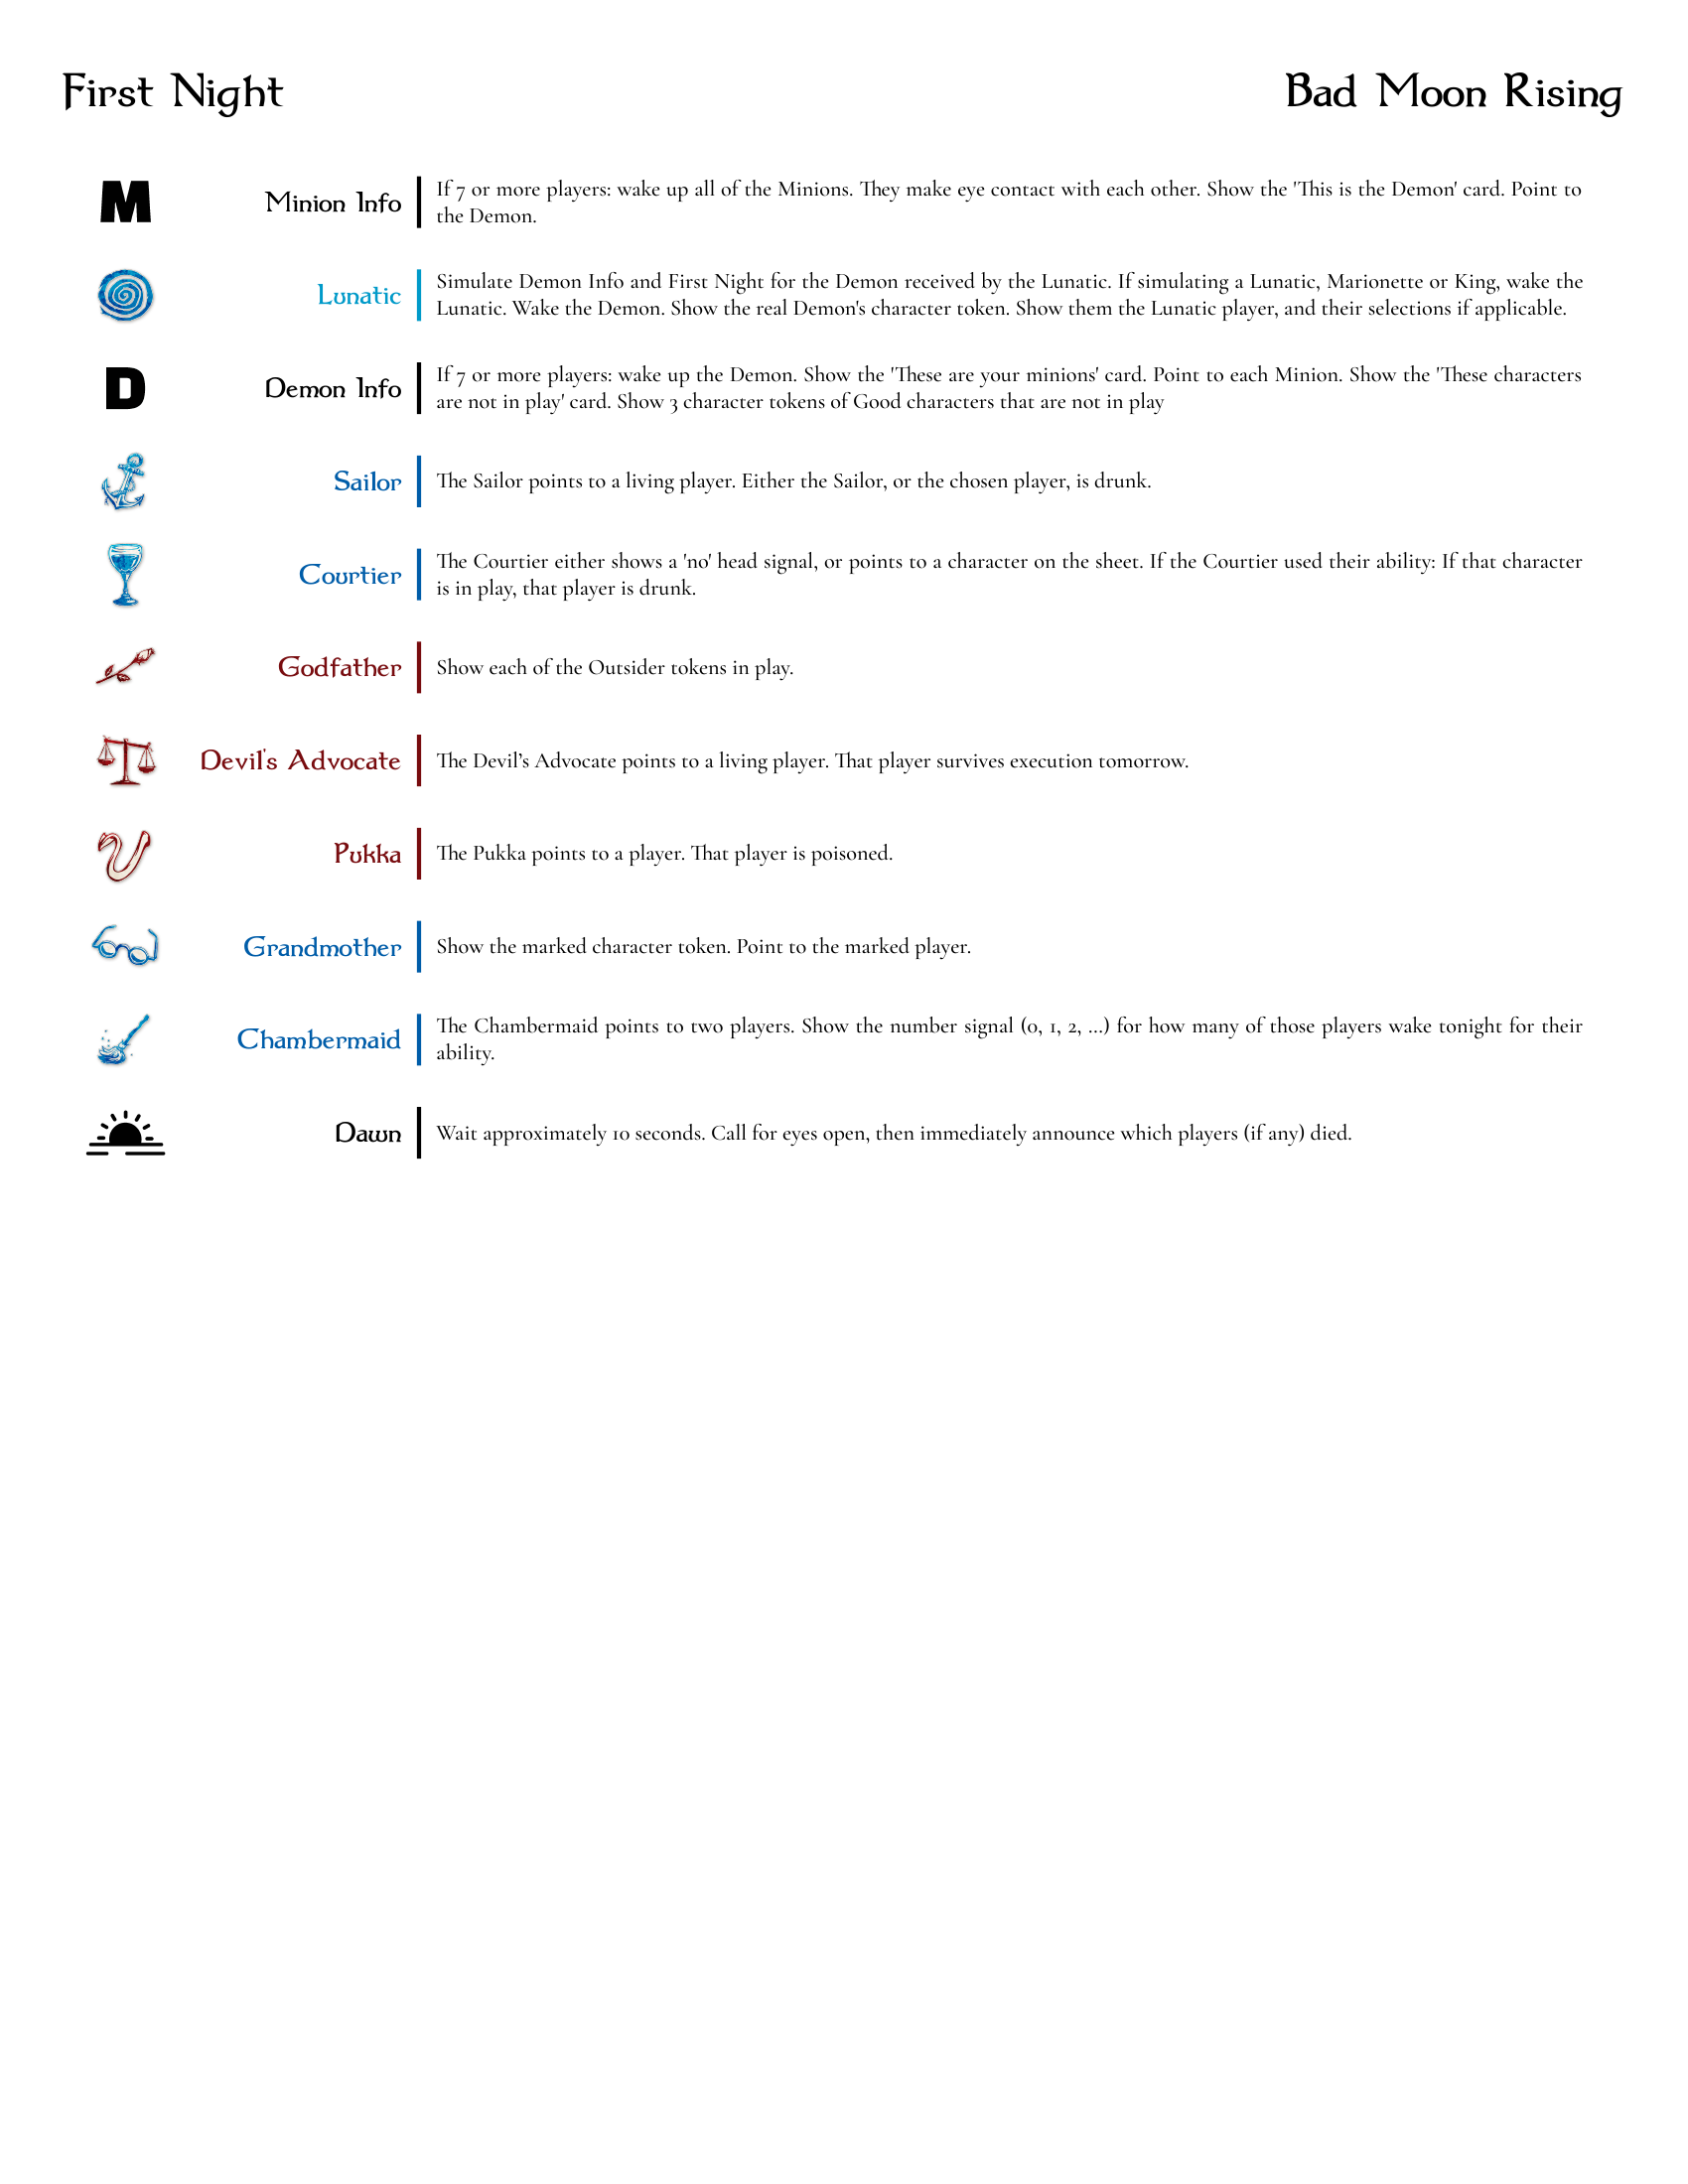 First Night
Bad Moon Rising
M
Minion Info
If 7 or more players: wake up all of the Minions. They make eye contact with each other. Show the 'This is the Demon' card. Point to
the Demon.
Lunatic
Simulate Demon Info and First Night for the Demon received by the Lunatic. If simulating a Lunatic, Marionette or King, wake the
Lunatic. Wake the Demon. Show the real Demon's character token. Show them the Lunatic player, and their selections if applicable.
D
Demon Info
If 7 or more players: wake up the Demon. Show the 'These are your minions' card. Point to each Minion. Show the 'These characters
are not in play' card. Show 3 character tokens of Good characters that are not in play
Sailor
The Sailor points to a living player. Either the Sailor, or the chosen player, is drunk.
Courtier
The Courtier either shows a 'no' head signal, or points to a character on the sheet. If the Courtier used their ability: If that character
is in play, that player is drunk.
Godfather
Show each of the Outsider tokens in play.
Devil's Advocate
The Devil’s Advocate points to a living player. That player survives execution tomorrow.
Pukka
The Pukka points to a player. That player is poisoned.
Grandmother
Show the marked character token. Point to the marked player.
Chambermaid
The Chambermaid points to two players. Show the number signal (0, 1, 2, ...) for how many of those players wake tonight for their
ability.
Dawn
Wait approximately 10 seconds. Call for eyes open, then immediately announce which players (if any) died.